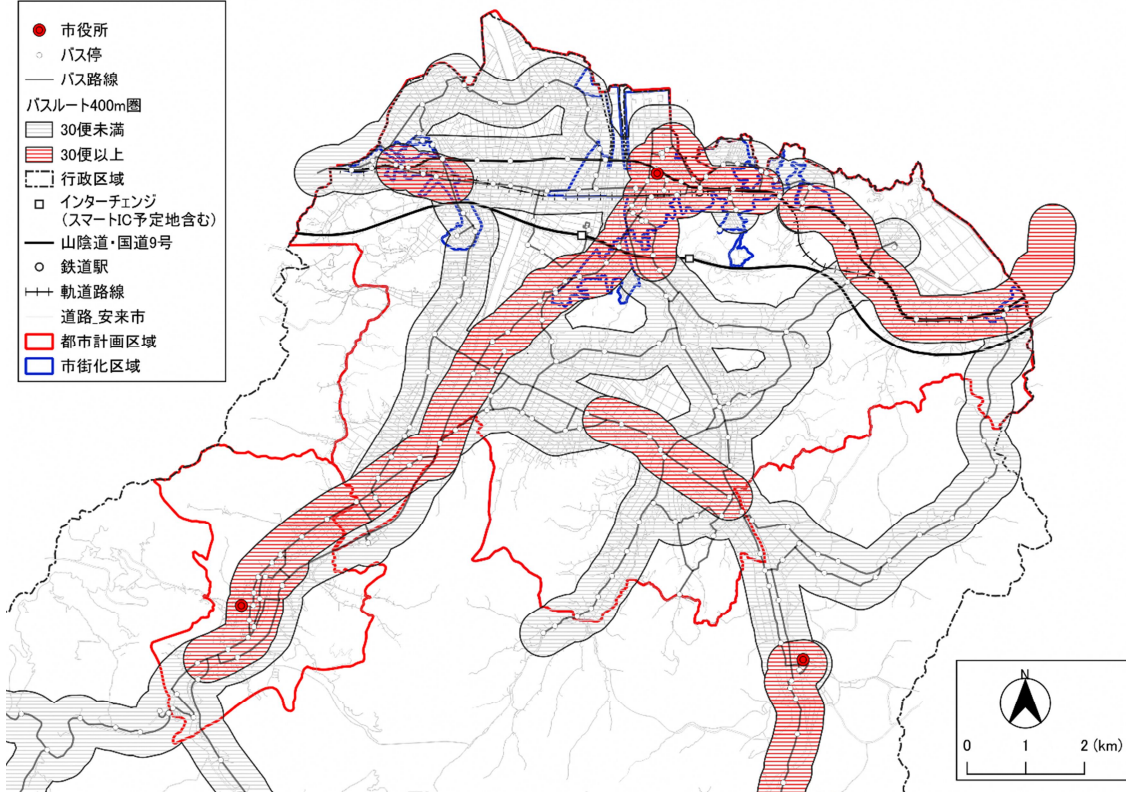 市役所
バス停
バス路線
バスルート400m圏
30便未満
30便以上
行政区域
インターチェンジ
(スマートIC予定地含む)
山陰道・国道9号
鉄道駅
軌道路線
道路_安来市
都市計画区域
市街化区域
N
0 1 2 (km)